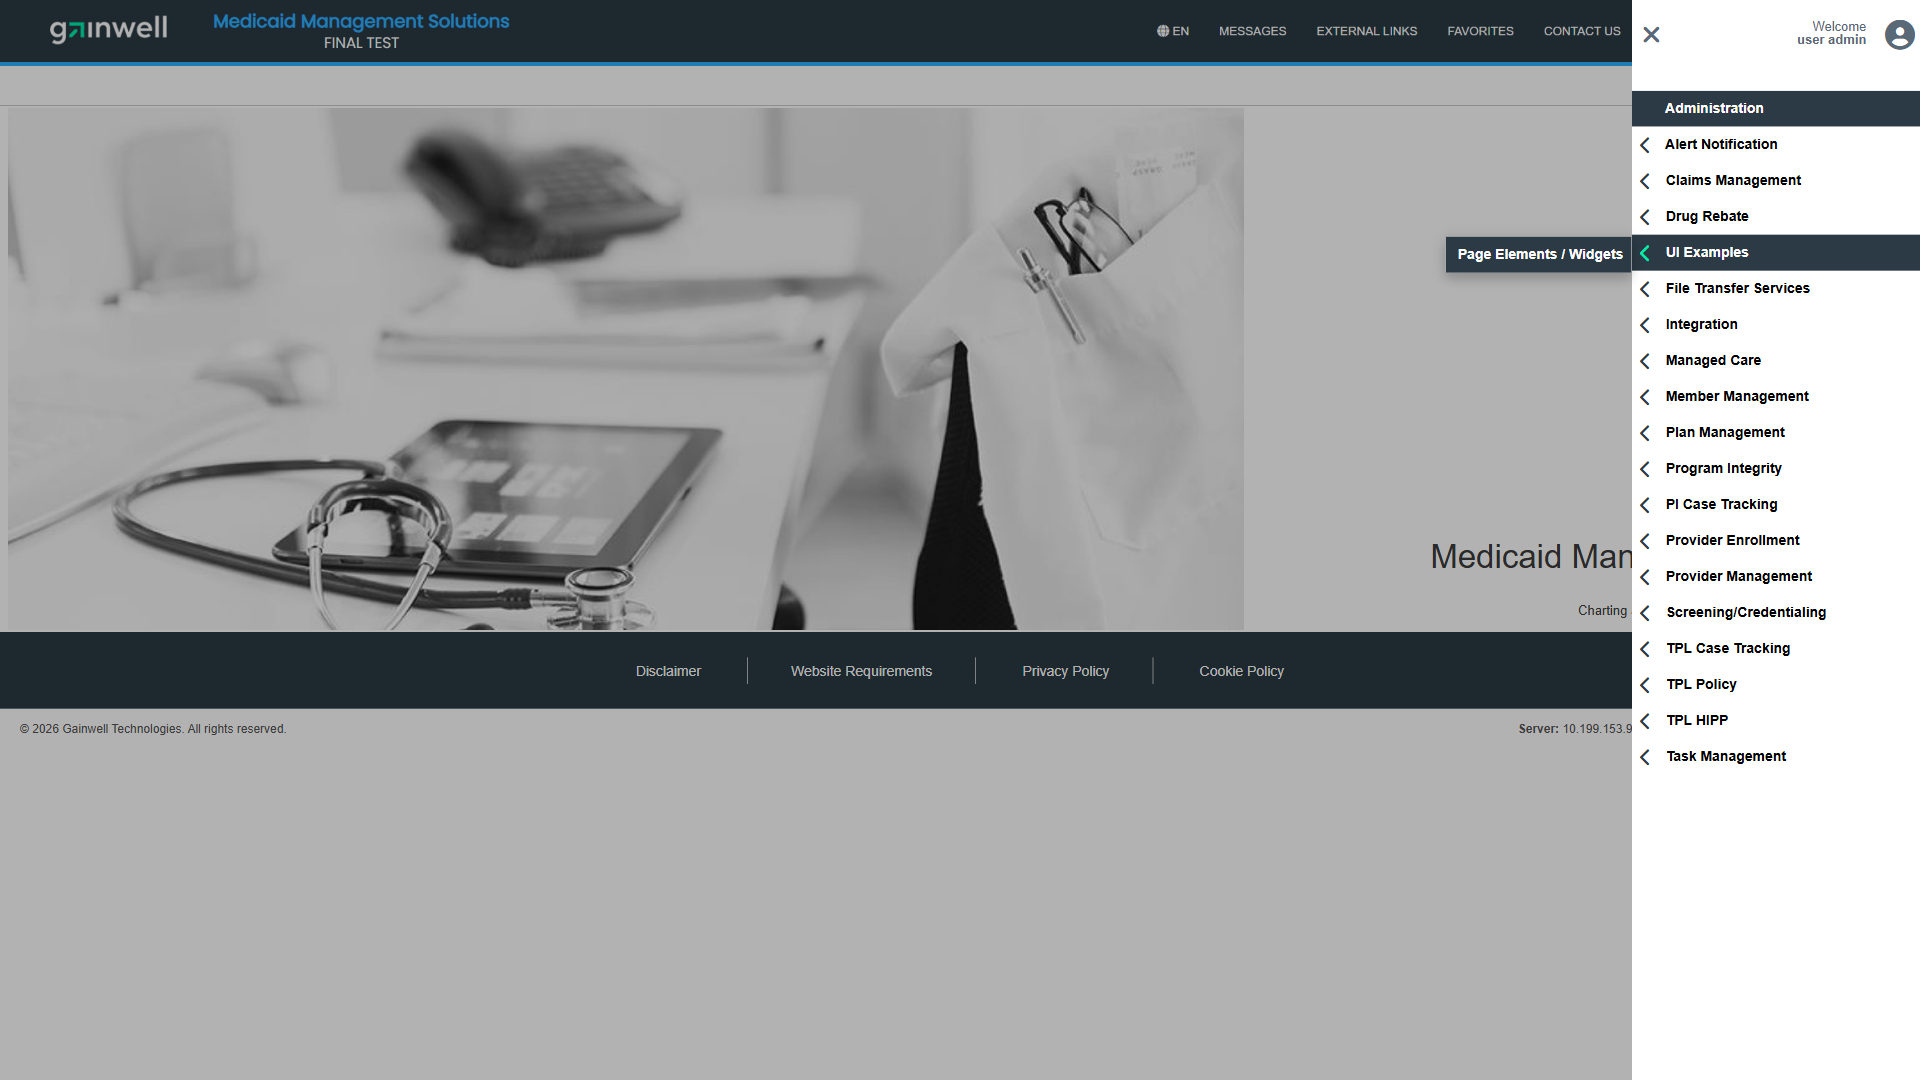 gainwell
Medicaid Management Solutions
FINAL TEST
EN
MESSAGES
EXTERNAL LINKS
FAVORITES
CONTACT US
Welcome
user admin
Administration
Alert Notification
Claims Management
Drug Rebate
Page Elements / Widgets
UI Examples
File Transfer Services
Integration
Managed Care
Member Management
Plan Management
Program Integrity
PI Case Tracking
Provider Enrollment
Provider Management
Screening/Credentialing
TPL Case Tracking
TPL Policy
TPL HIPP
Task Management
Medicaid Man
Charting
Disclaimer
Website Requirements
Privacy Policy
Cookie Policy
© 2026 Gainwell Technologies. All rights reserved.
Server: 10.199.153.9